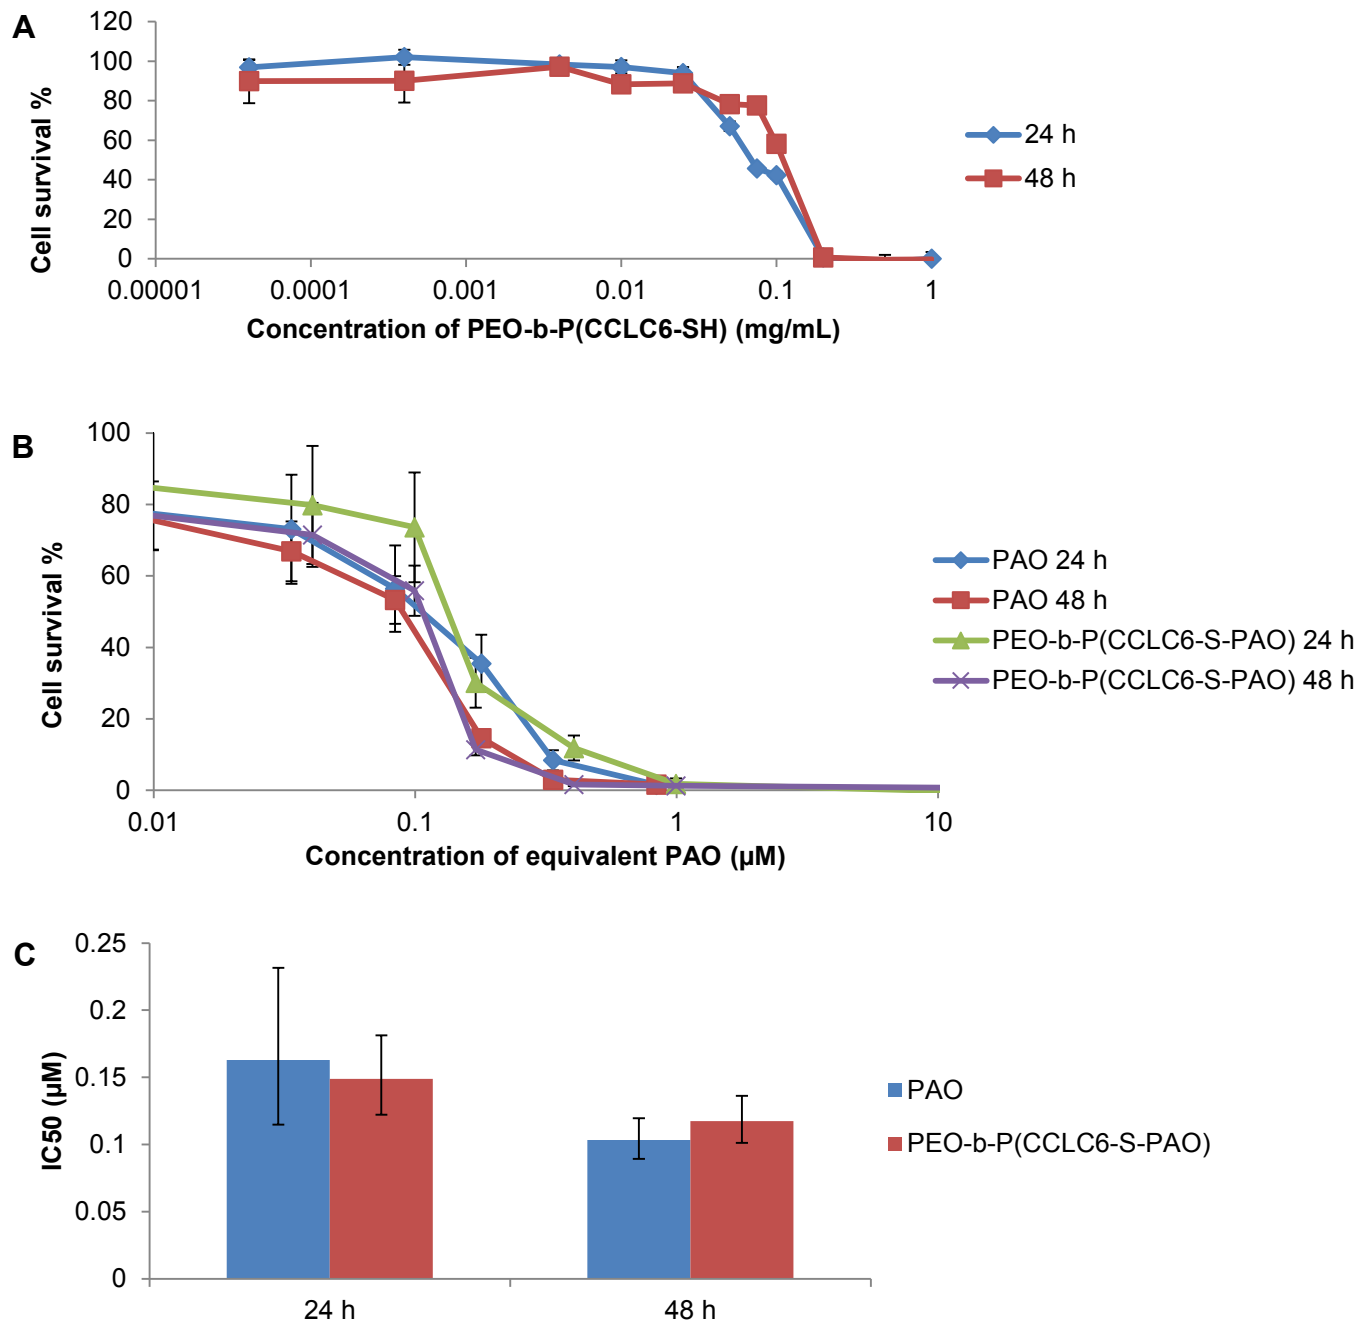 A
Cell survival %
120
100
80
60
40
20
0
0.00001 0.0001 0.001 0.01 0.1 1
Concentration of PEO-b-P(CCLC6-SH) (mg/mL)
24 h
48 h
B
Cell survival %
100
80
60
40
20
0
0.01 0.1 1 10
Concentration of equivalent PAO (µM)
PAO 24 h
PAO 48 h
PEO-b-P(CCLC6-S-PAO) 24 h
PEO-b-P(CCLC6-S-PAO) 48 h
C
IC50 (µM)
0.25
0.2
0.15
0.1
0.05
0
24 h 48 h
PAO
PEO-b-P(CCLC6-S-PAO)